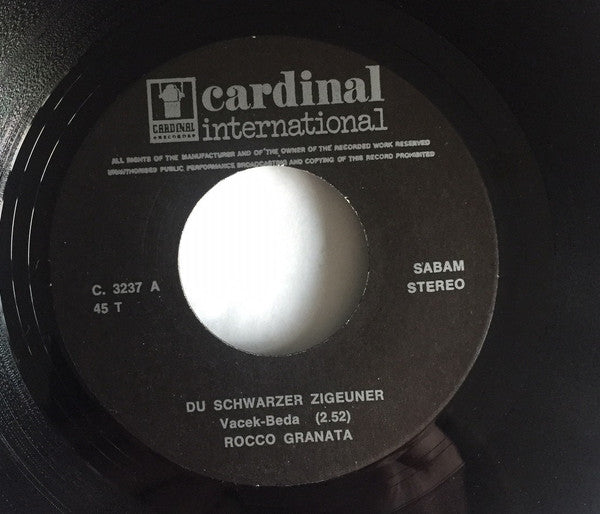 CARDINAL
RECORDS
cardinal
international
ALL RIGHTS OF THE MANUFACTURER AND OF THE OWNER OF THE RECORDED WORK RESERVED
UNAUTHORISED PUBLIC PERFORMANCE BROADCASTING AND COPYING OF THIS RECORD PROHIBITED
C. 3237 A
45 T
SABAM
STEREO
DU SCHWARZER ZIGEUNER
Vacek-Beda (2.52)
ROCCO GRANATA